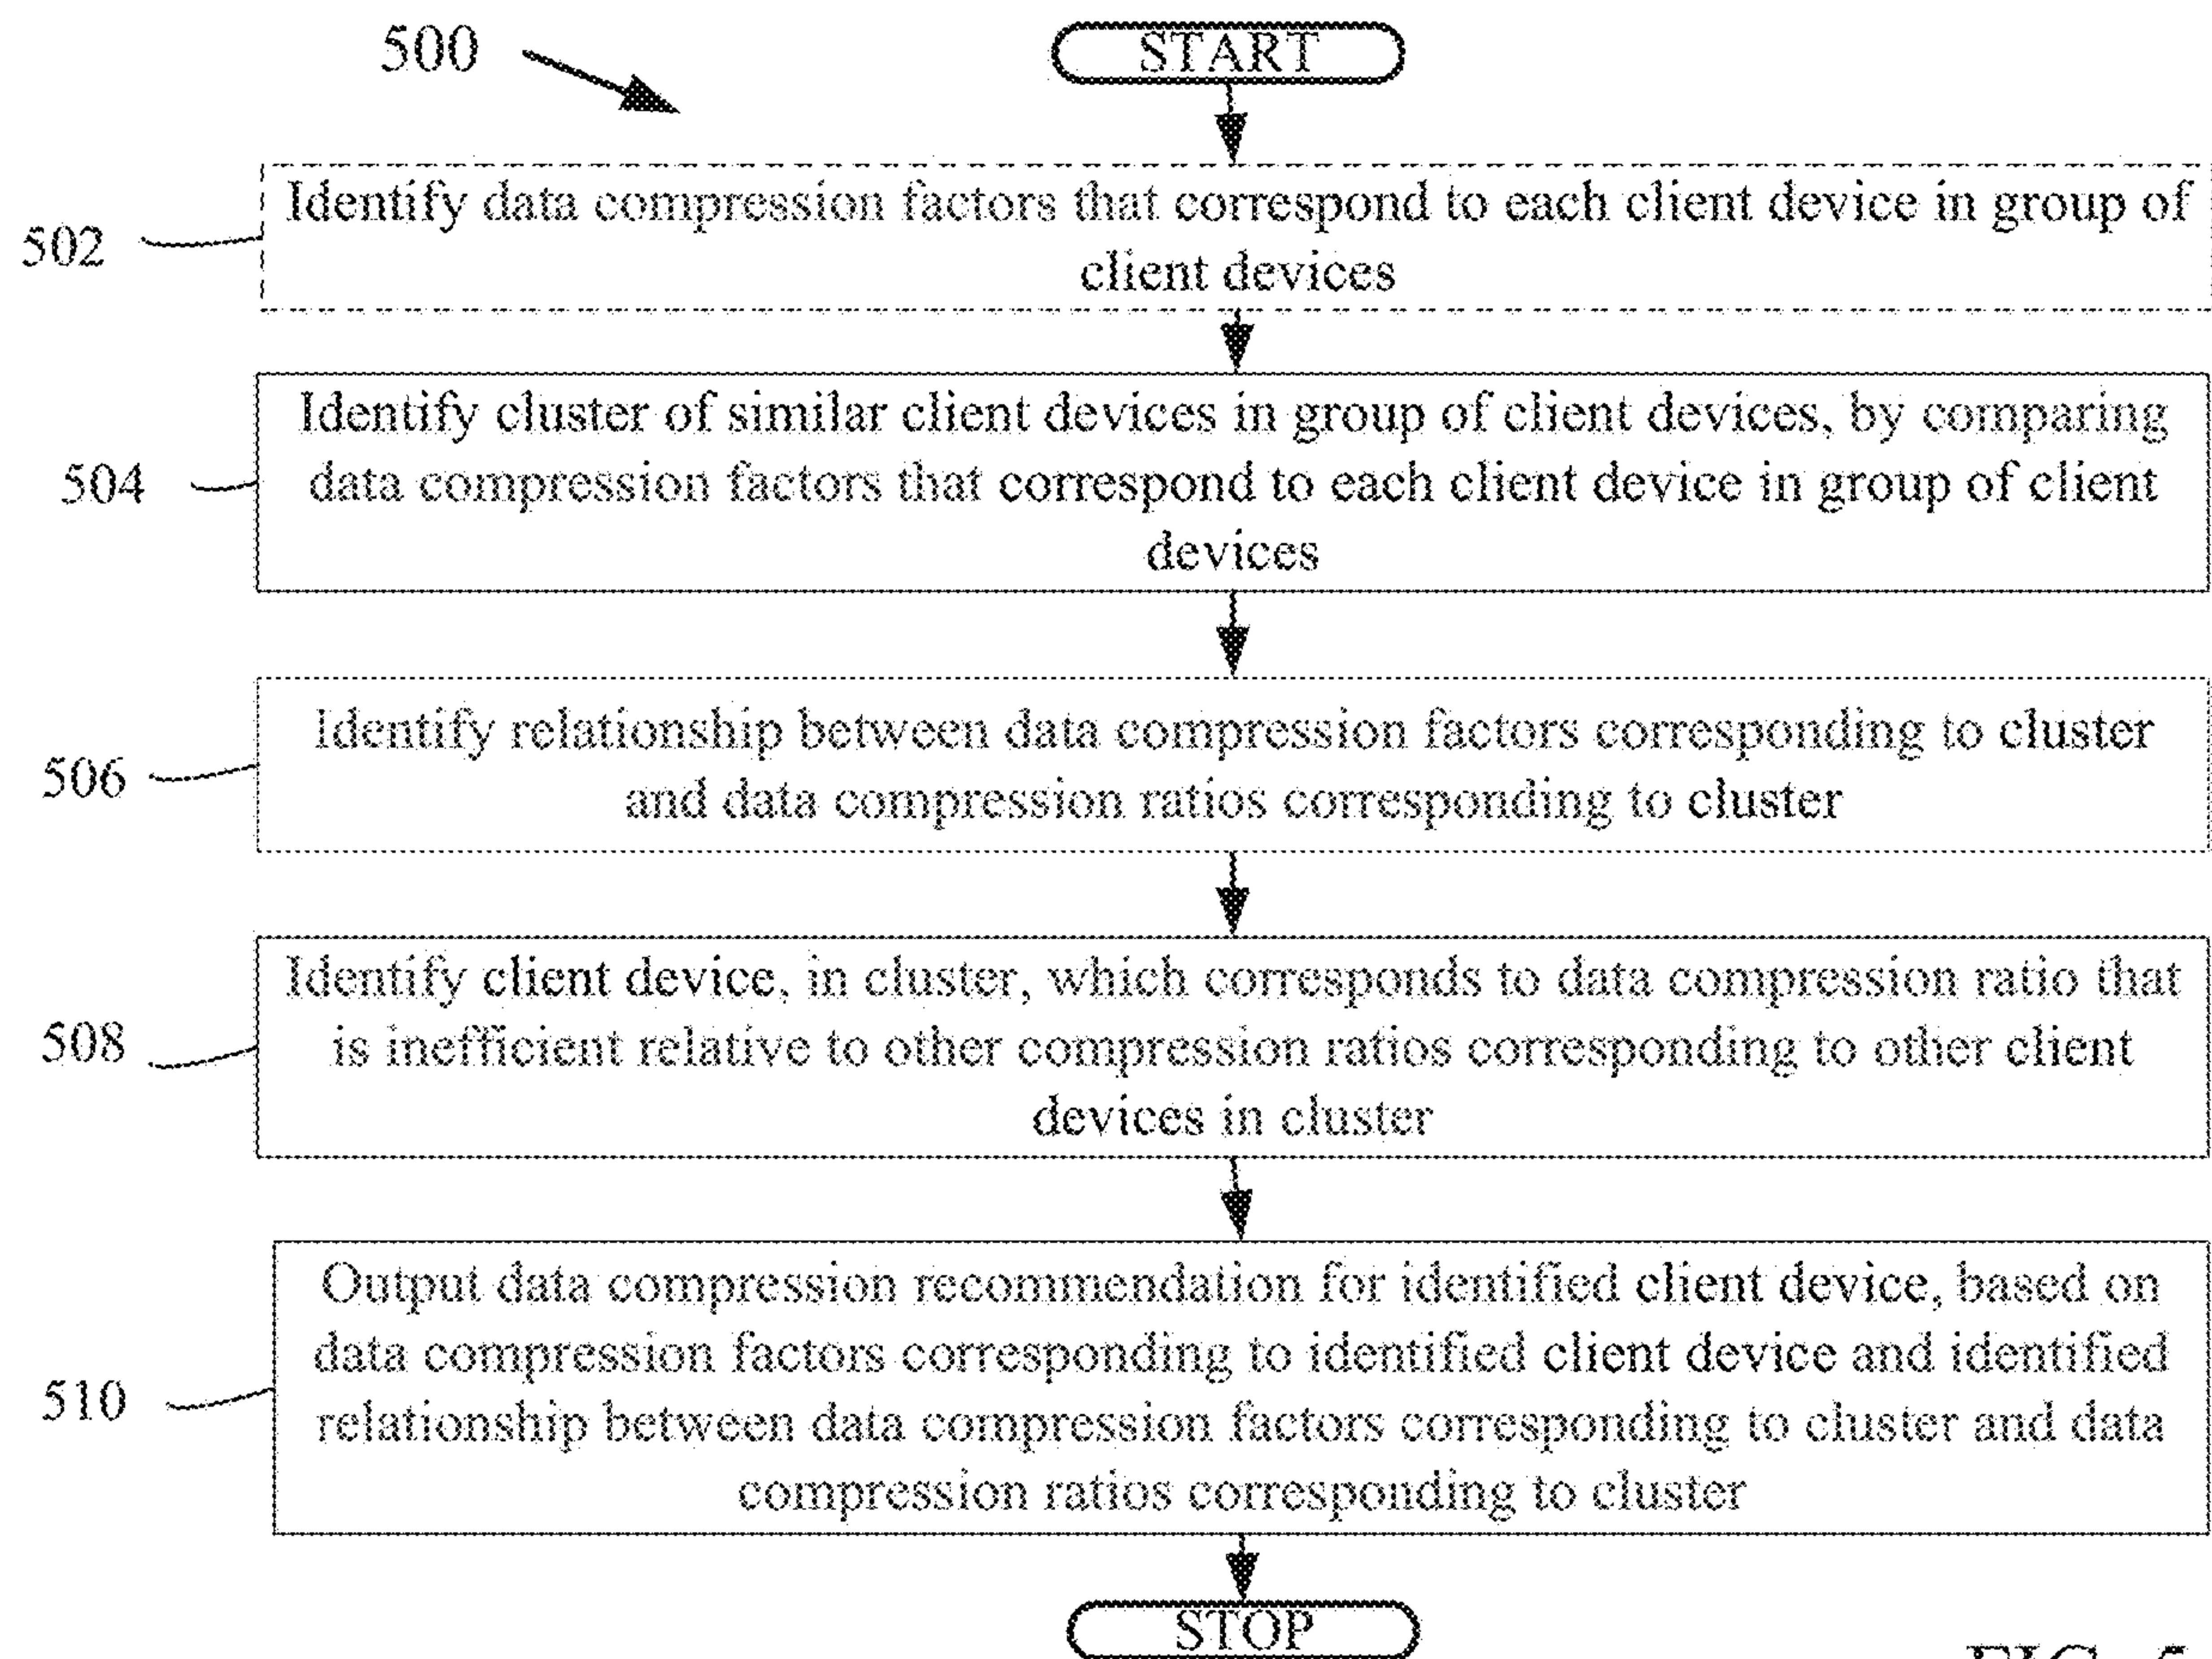 500
START
502
Identify data compression factors that correspond to each client device in group of
client devices
504
Identify cluster of similar client devices in group of client devices, by comparing
data compression factors that correspond to each client device in group of client
devices
506
Identify relationship between data compression factors corresponding to cluster
and data compression ratios corresponding to cluster
508
Identify client device, in cluster, which corresponds to data compression ratio that
is inefficient relative to other compression ratios corresponding to other client
devices in cluster
510
Output data compression recommendation for identified client device, based on
data compression factors corresponding to identified client device and identified
relationship between data compression factors corresponding to cluster and data
compression ratios corresponding to cluster
STOP
FIG. 5